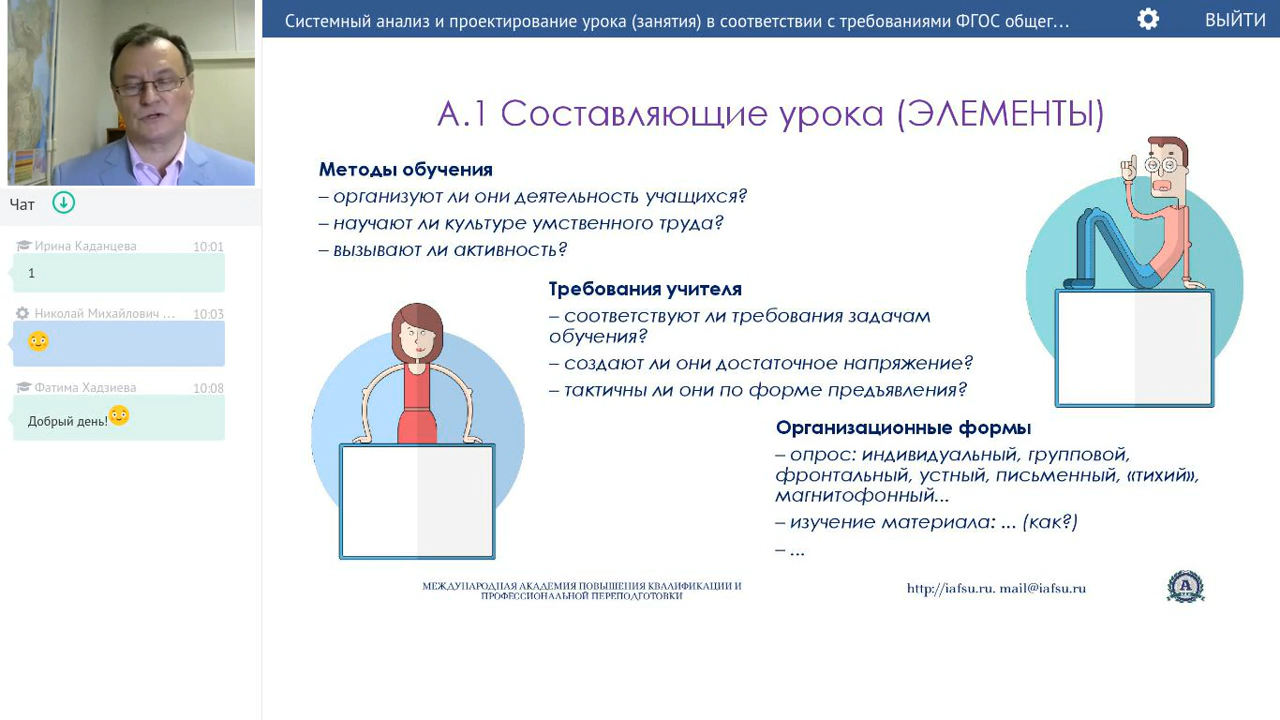 Системный анализ и проектирование урока (занятия) в соответствии с требованиями ФГОС общег...
ВЫЙТИ
Чат
Ирина Каданцева 10:01
1
Николай Михайлович ... 10:03
Фатима Хадзиева 10:08
Добрый день!
А.1 Составляющие урока (ЭЛЕМЕНТЫ)
Методы обучения
– организуют ли они деятельность учащихся?
– научают ли культуре умственного труда?
– вызывают ли активность?
Требования учителя
– соответствуют ли требования задачам
обучения?
– создают ли они достаточное напряжение?
– тактичны ли они по форме предъявления?
Организационные формы
– опрос: индивидуальный, групповой,
фронтальный, устный, письменный, «тихий»,
магнитофонный...
– изучение материала: ... (как?)
– ...
МЕЖДУНАРОДНАЯ АКАДЕМИЯ ПОВЫШЕНИЯ КВАЛИФИКАЦИИ И
ПРОФЕССИОНАЛЬНОЙ ПЕРЕПОДГОТОВКИ
http://iafsu.ru. mail@iafsu.ru